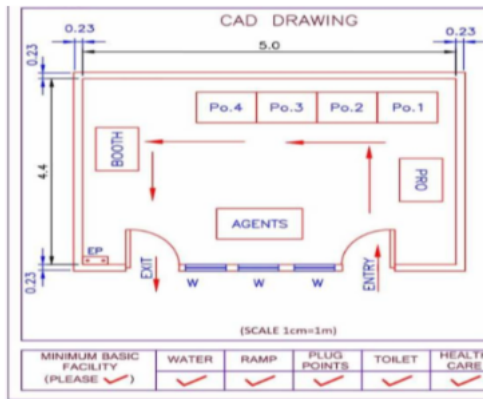 CAD DRAWING
0.23
0.23
5.0
0.23
Po.4 Po.3 Po.2 Po.1
BOOTH
PRO
4.4
AGENTS
EP
EXIT
ENTRY
0.23
W W W
(SCALE 1cm=1m)
MINIMUM BASIC
FACILITY
(PLEASE ✓)
WATER
RAMP
PLUG
POINTS
TOILET
HEALTH
CARE
✓ ✓ ✓ ✓ ✓